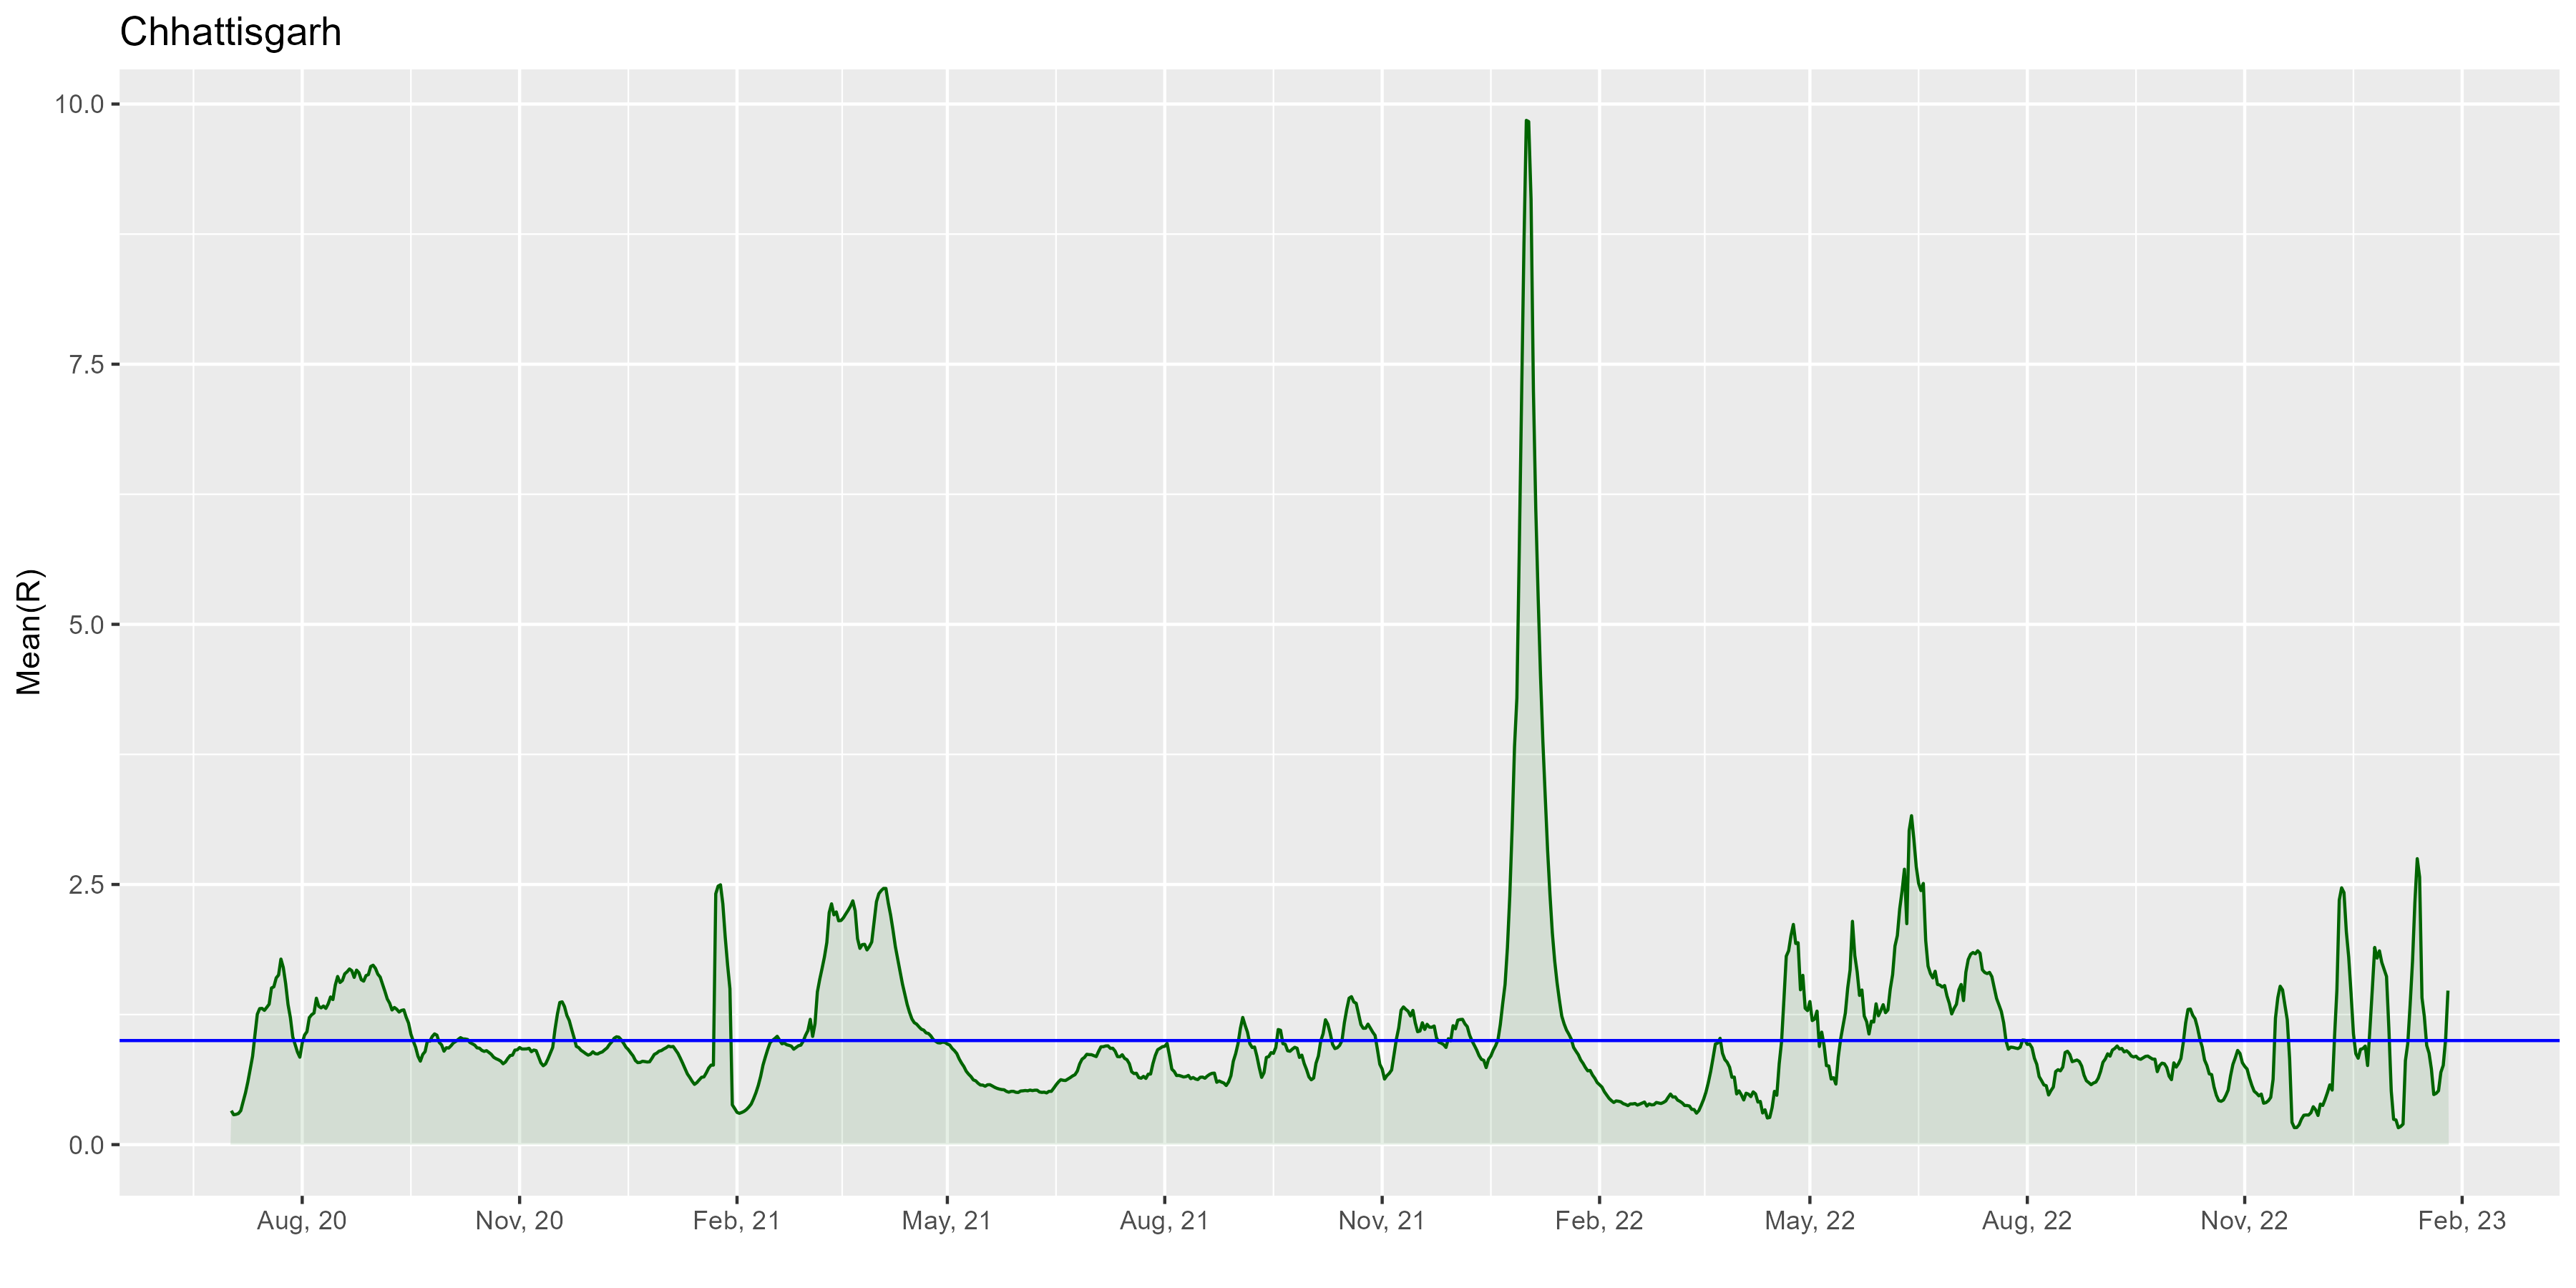 Chhattisgarh
10.0
7.5
5.0
2.5
0.0
Mean(R)
Aug, 20 Nov, 20 Feb, 21 May, 21 Aug, 21 Nov, 21 Feb, 22 May, 22 Aug, 22 Nov, 22 Feb, 23